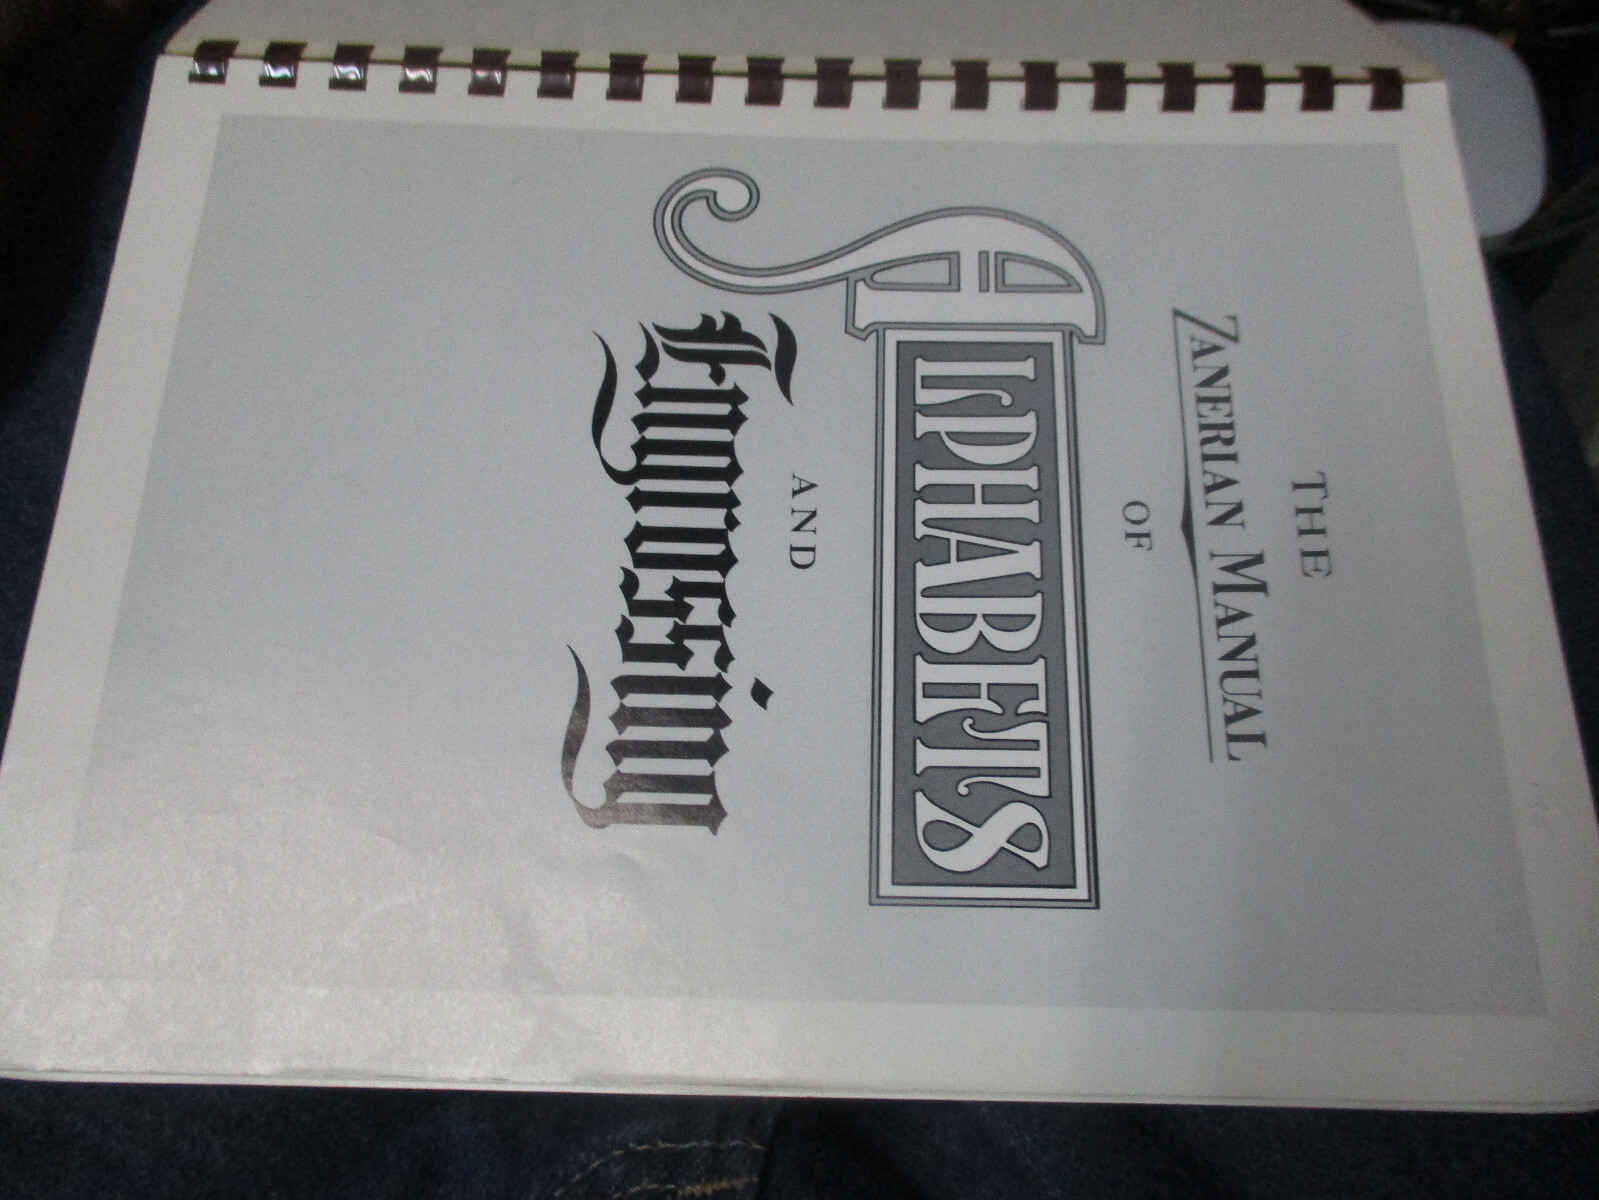 THE
ZANERIAN MANUAL
OF
ALPHABETS
AND
Engrossing